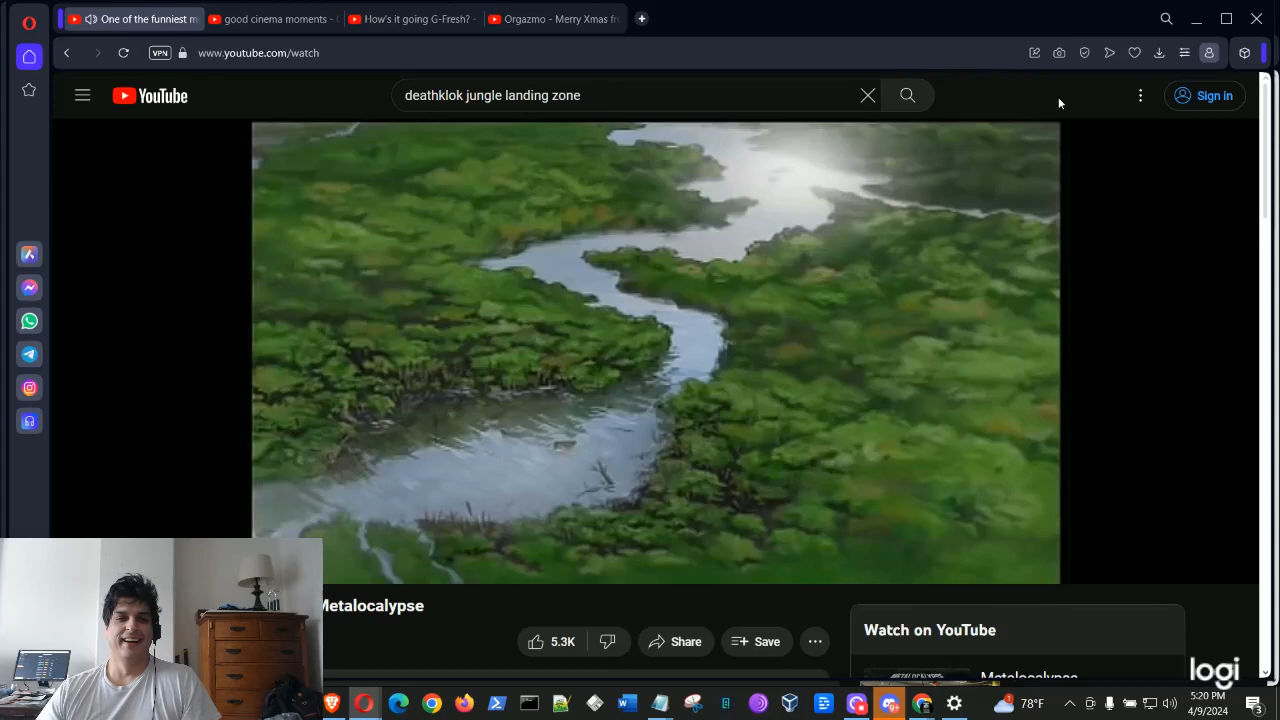 One of the funniest m
good cinema moments - 
How's it going G-Fresh? -
Orgazmo - Merry Xmas fr
VPN
www.youtube.com/watch
YouTube
deathklok jungle landing zone
Sign in
Metalocalypse
5.3K
Share
Save
Watch on YouTube
Metalocalypse
logi
78°F
5:20 PM
4/9/2024
3